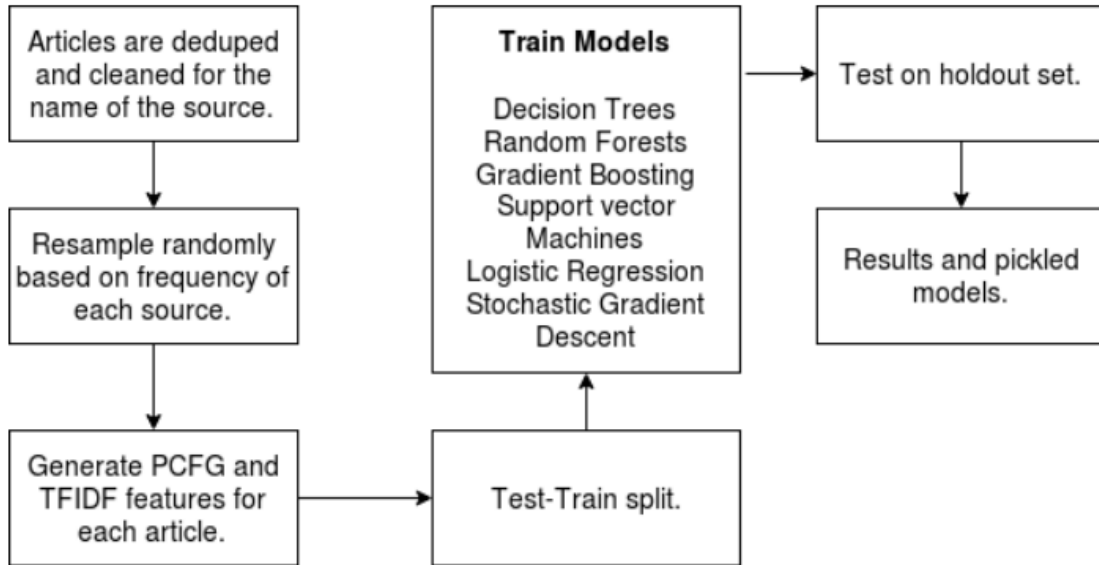 Articles are deduped
and cleaned for the
name of the source.
Resample randomly
based on frequency of
each source.
Generate PCFG and
TFIDF features for
each article.
Test-Train split.
Train Models
Decision Trees
Random Forests
Gradient Boosting
Support vector
Machines
Logistic Regression
Stochastic Gradient
Descent
Test on holdout set.
Results and pickled
models.